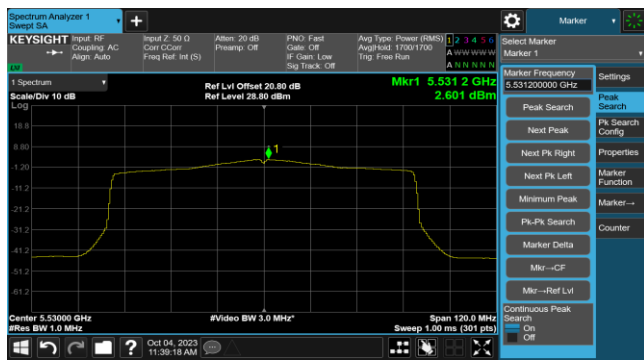 Spectrum Analyzer 1
Swept SA
KEYSIGHT
Input: RF
Coupling: AC
Align: Auto
Input Z: 50 Ω
Corr CCorr
Freq Ref: Int (S)
Atten: 20 dB
Preamp: Off
PNO: Fast
Gate: Off
IF Gain: Low
Sig Track: Off
Avg Type: Power (RMS)
Avg|Hold: 1700/1700
Trig: Free Run
1 2 3 4 5 6
A W W W W W
A N N N N N
1 Spectrum
Scale/Div 10 dB
Ref Lvl Offset 20.80 dB
Ref Level 28.80 dBm
Mkr1 5.531 2 GHz
2.601 dBm
Log
18.8
8.80
-1.20
-11.2
-21.2
-31.2
-41.2
-51.2
-61.2
1
Center 5.53000 GHz
#Res BW 1.0 MHz
#Video BW 3.0 MHz*
Span 120.0 MHz
Sweep 1.00 ms (301 pts)
Oct 04, 2023
11:39:18 AM
Marker
Select Marker
Marker 1
Marker Frequency
5.531200000 GHz
Peak Search
Next Peak
Next Pk Right
Next Pk Left
Minimum Peak
Pk-Pk Search
Marker Delta
Mkr→CF
Mkr→Ref Lvl
Continuous Peak
Search
On
Off
Settings
Peak
Search
Pk Search
Config
Properties
Marker
Function
Marker→
Counter